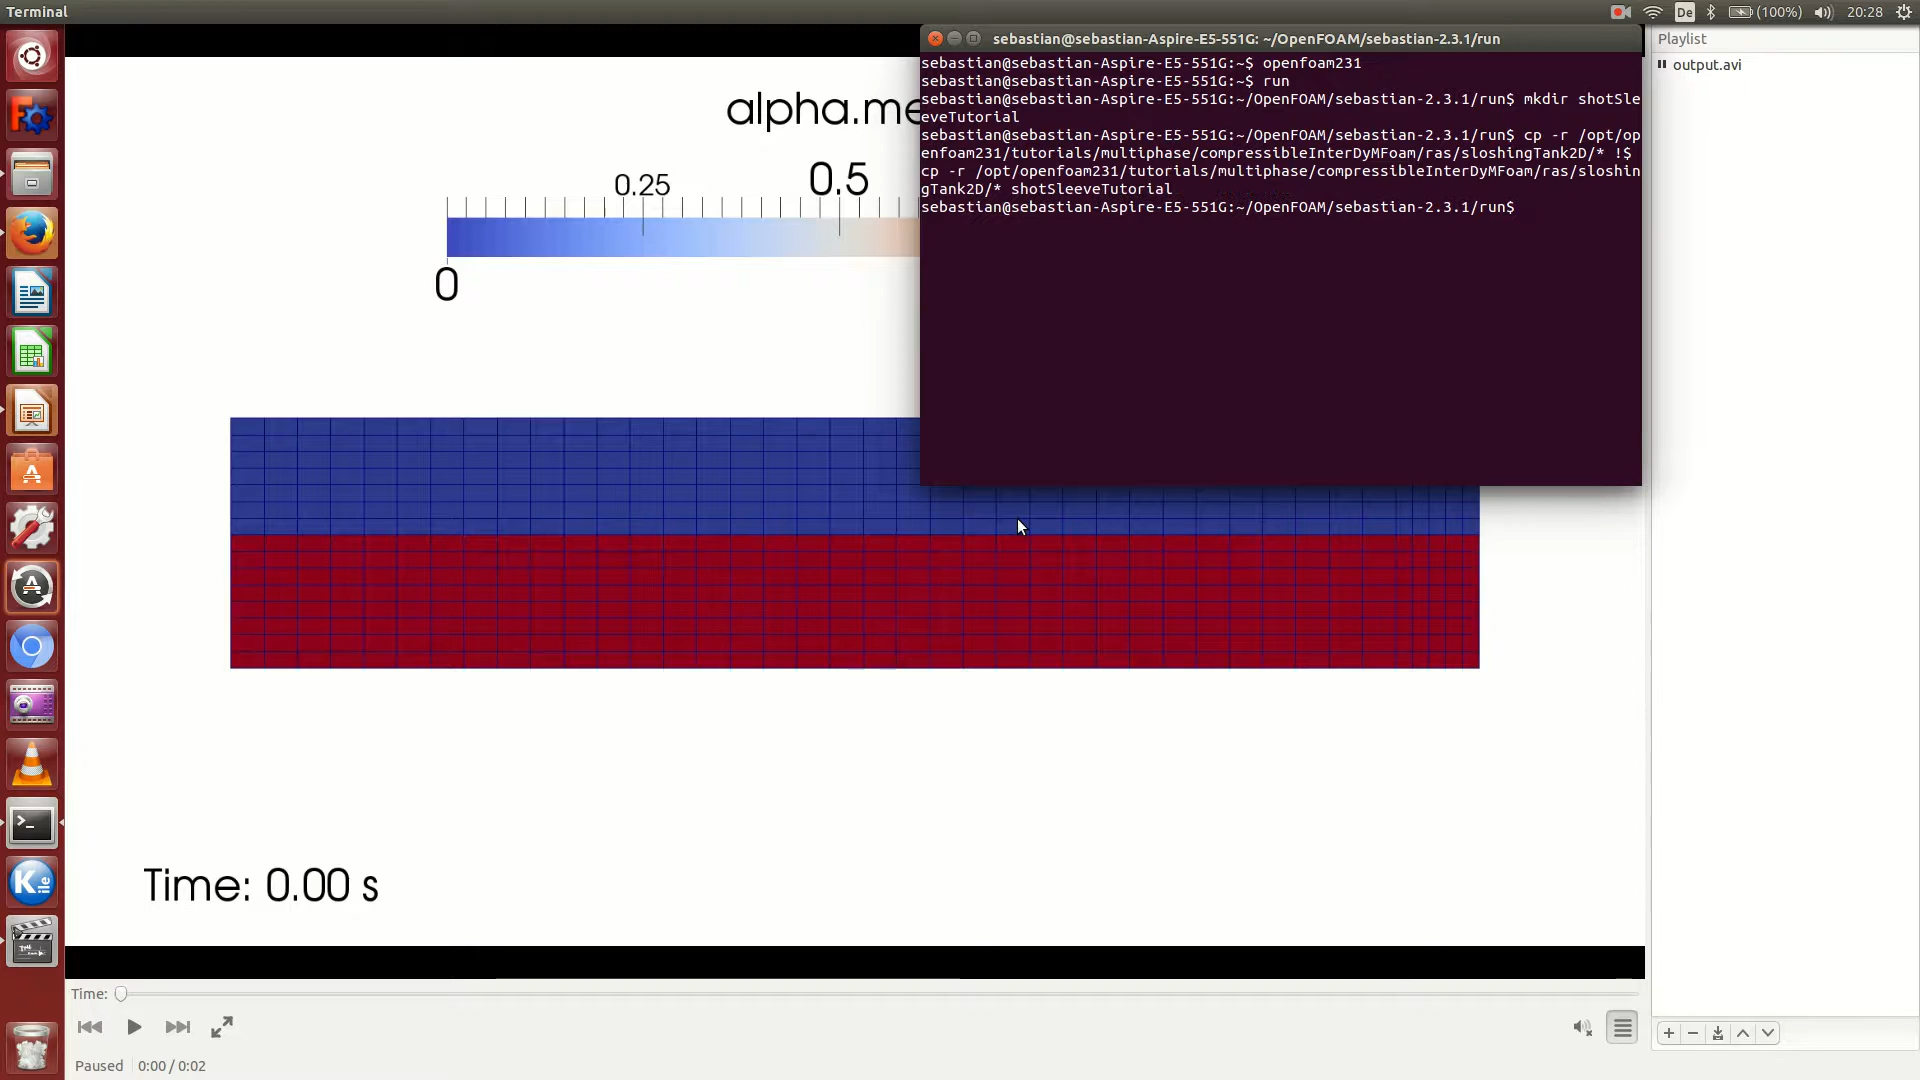 Terminal
De
(100%)
20:28
sebastian@sebastian-Aspire-E5-551G: ~/OpenFOAM/sebastian-2.3.1/run
sebastian@sebastian-Aspire-E5-551G:~$ openfoam231
sebastian@sebastian-Aspire-E5-551G:~$ run
sebastian@sebastian-Aspire-E5-551G:~/OpenFOAM/sebastian-2.3.1/run$ mkdir shotSle
eveTutorial
sebastian@sebastian-Aspire-E5-551G:~/OpenFOAM/sebastian-2.3.1/run$ cp -r /opt/op
enfoam231/tutorials/multiphase/compressibleInterDyMFoam/ras/sloshingTank2D/* !$
cp -r /opt/openfoam231/tutorials/multiphase/compressibleInterDyMFoam/ras/sloshin
gTank2D/* shotSleeveTutorial
sebastian@sebastian-Aspire-E5-551G:~/OpenFOAM/sebastian-2.3.1/run$
Playlist
output.avi
alpha.me
0.25
0.5
0
Time: 0.00 s
Time:
Paused
0:00 / 0:02